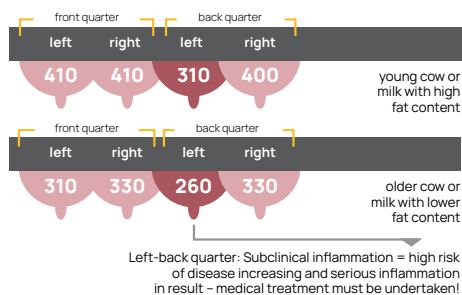 front quarter back quarter
left right left right
410 410 310 400
young cow or
milk with high
fat content
front quarter back quarter
left right left right
310 330 260 330
older cow or
milk with lower
fat content
Left-back quarter: Subclinical inflammation = high risk
of disease increasing and serious inflammation
in result – medical treatment must be undertaken!